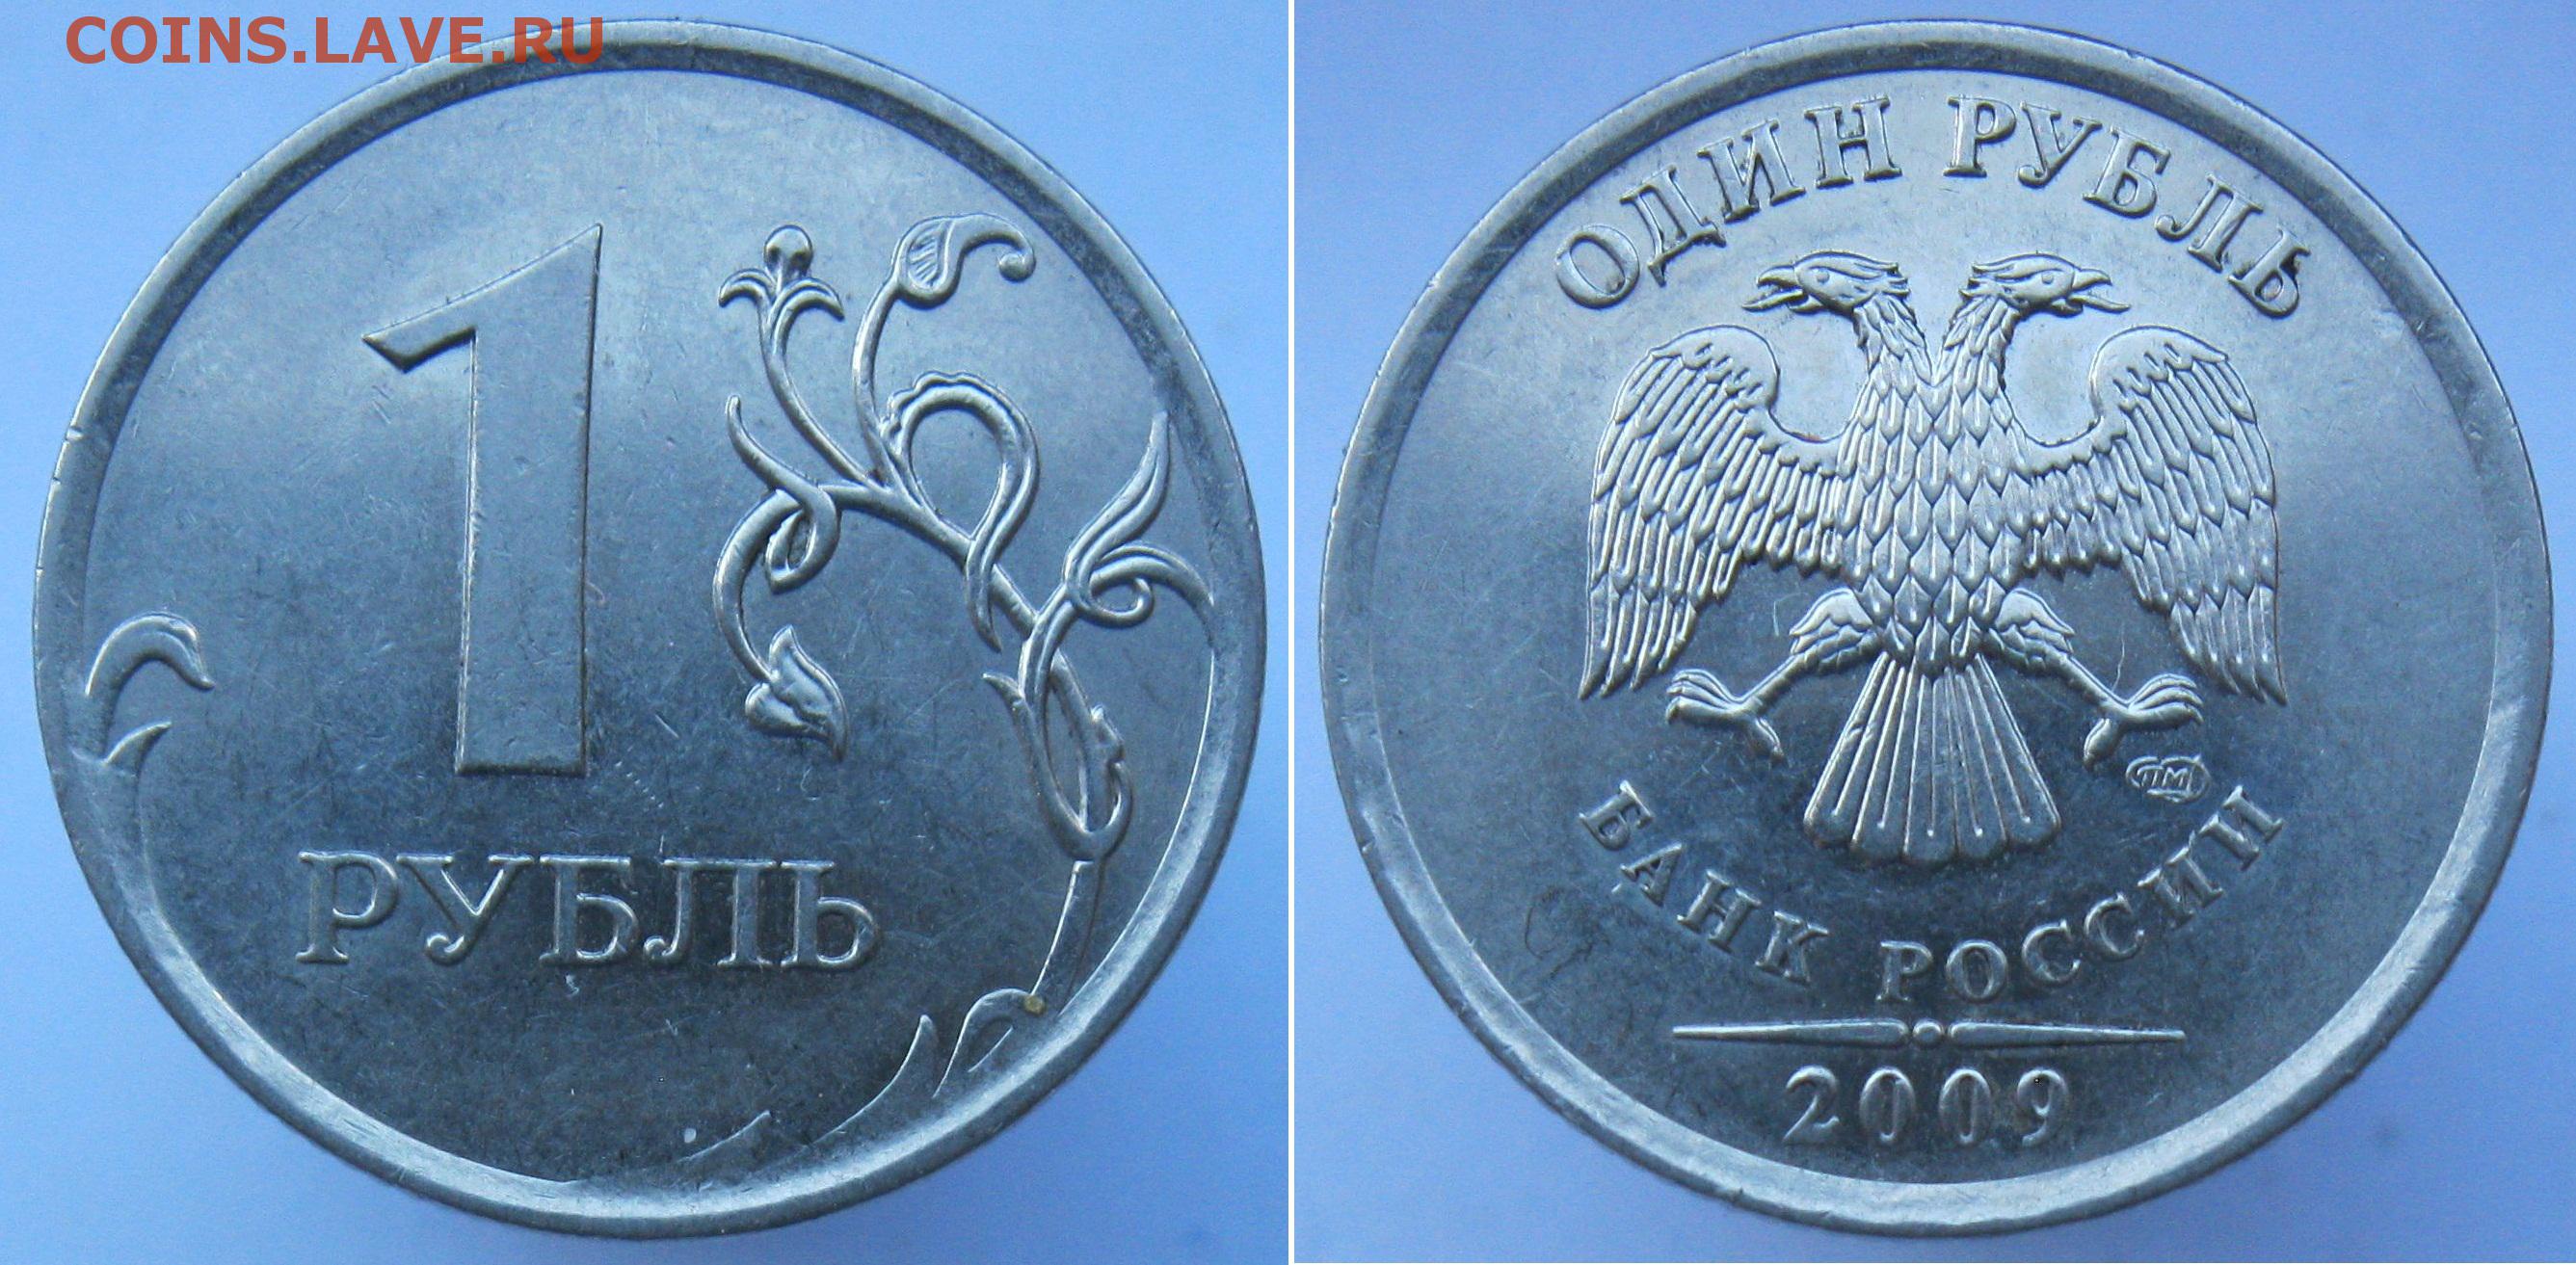 COINS.LAVE.RU
1
РУБЛЬ
ОДИН РУБЛЬ
БАНК РОССИИ
2009